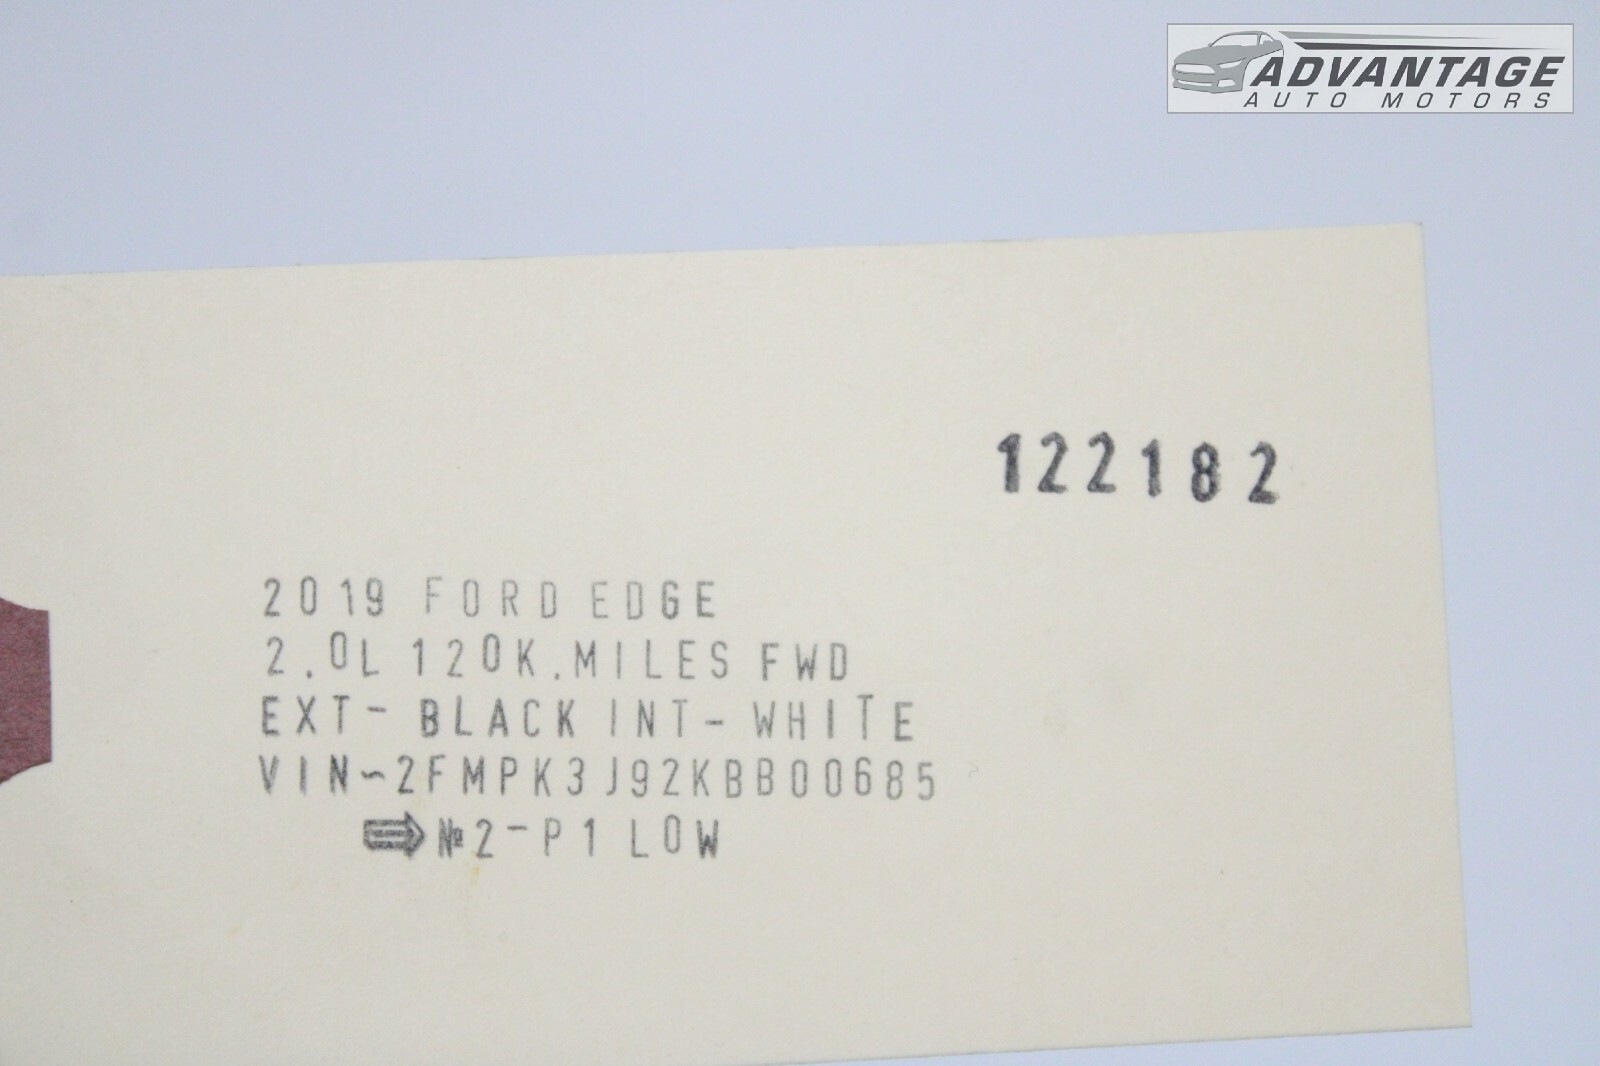 ADVANTAGE
AUTO MOTORS
122182
2019 FORD EDGE
2.0L 120K.MILES FWD
EXT- BLACK INT-WHITE
VIN~2FMPK3J92KBB00685
⇨ №2-P1 LOW